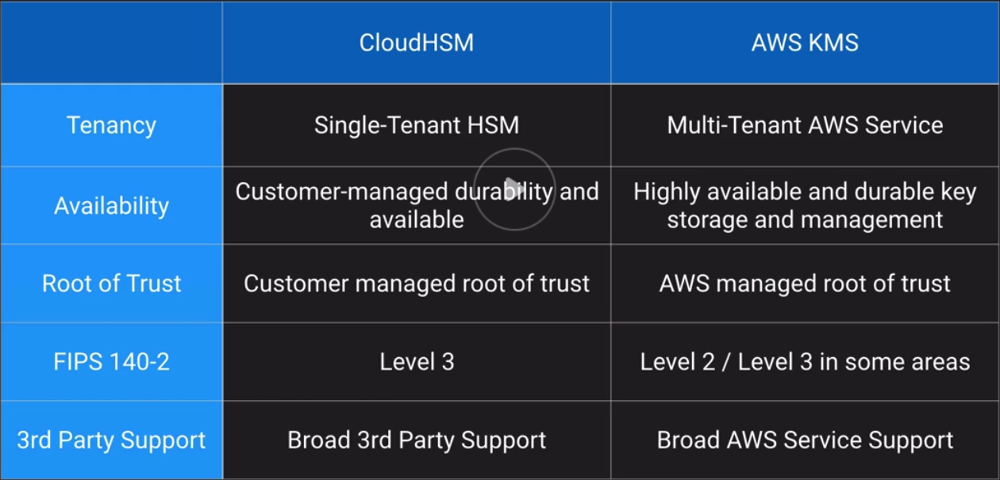 CloudHSM
AWS KMS
Tenancy
Single-Tenant HSM
Multi-Tenant AWS Service
Availability
Customer-managed durability and
available
Highly available and durable key
storage and management
Root of Trust
Customer managed root of trust
AWS managed root of trust
FIPS 140-2
Level 3
Level 2 / Level 3 in some areas
3rd Party Support
Broad 3rd Party Support
Broad AWS Service Support